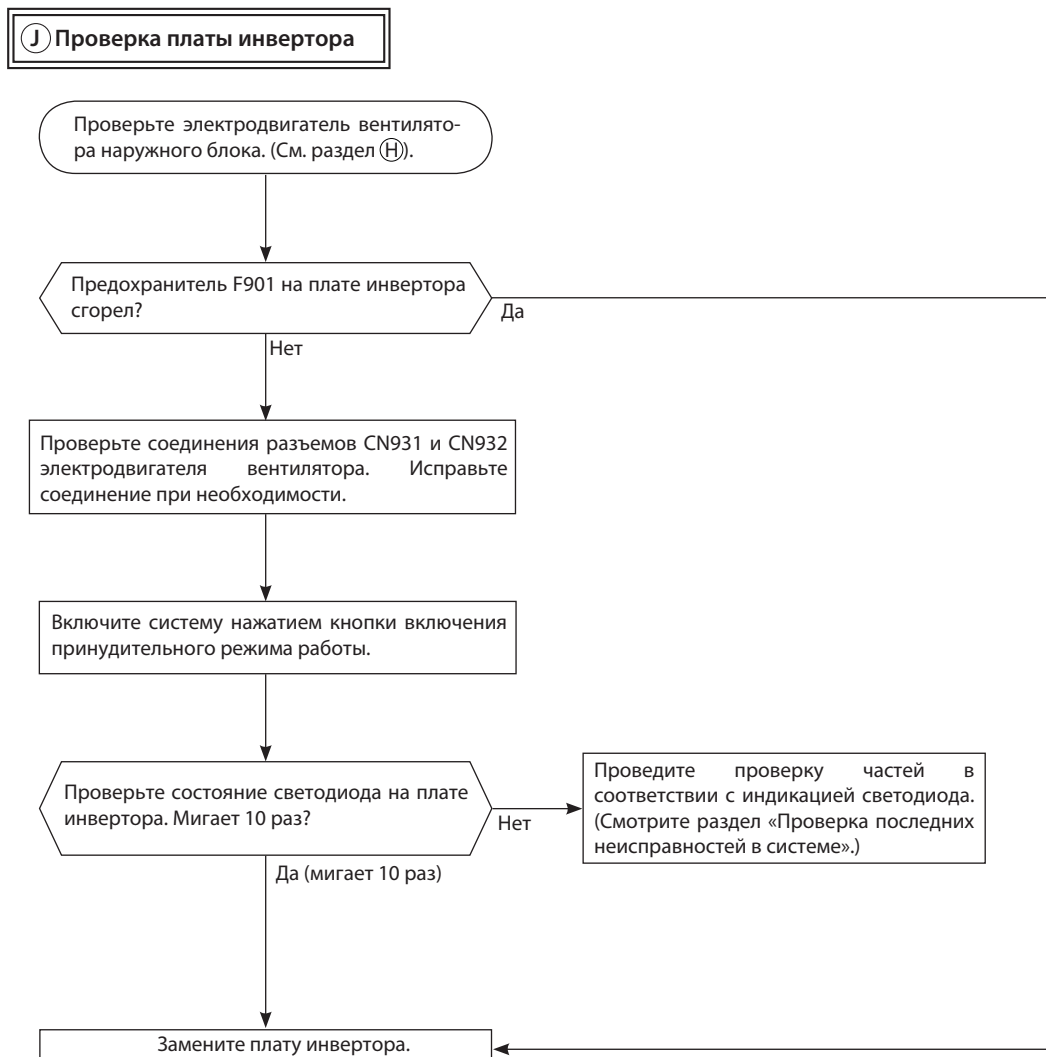 J Проверка платы инвертора
Проверьте электродвигатель вентилято-
ра наружного блока. (См. раздел H).
Предохранитель F901 на плате инвертора
сгорел?
Да
Нет
Проверьте соединения разъемов CN931 и CN932
электродвигателя вентилятора. Исправьте
соединение при необходимости.
Включите систему нажатием кнопки включения
принудительного режима работы.
Проверьте состояние светодиода на плате
инвертора. Мигает 10 раз?
Нет
Проведите проверку частей в
соответствии с индикацией светодиода.
(Смотрите раздел «Проверка последних
неисправностей в системе».)
Да (мигает 10 раз)
Замените плату инвертора.